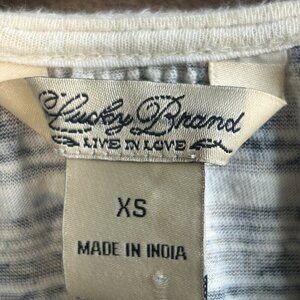 Lucky Brand
LIVE IN LOVE
XS
MADE IN INDIA